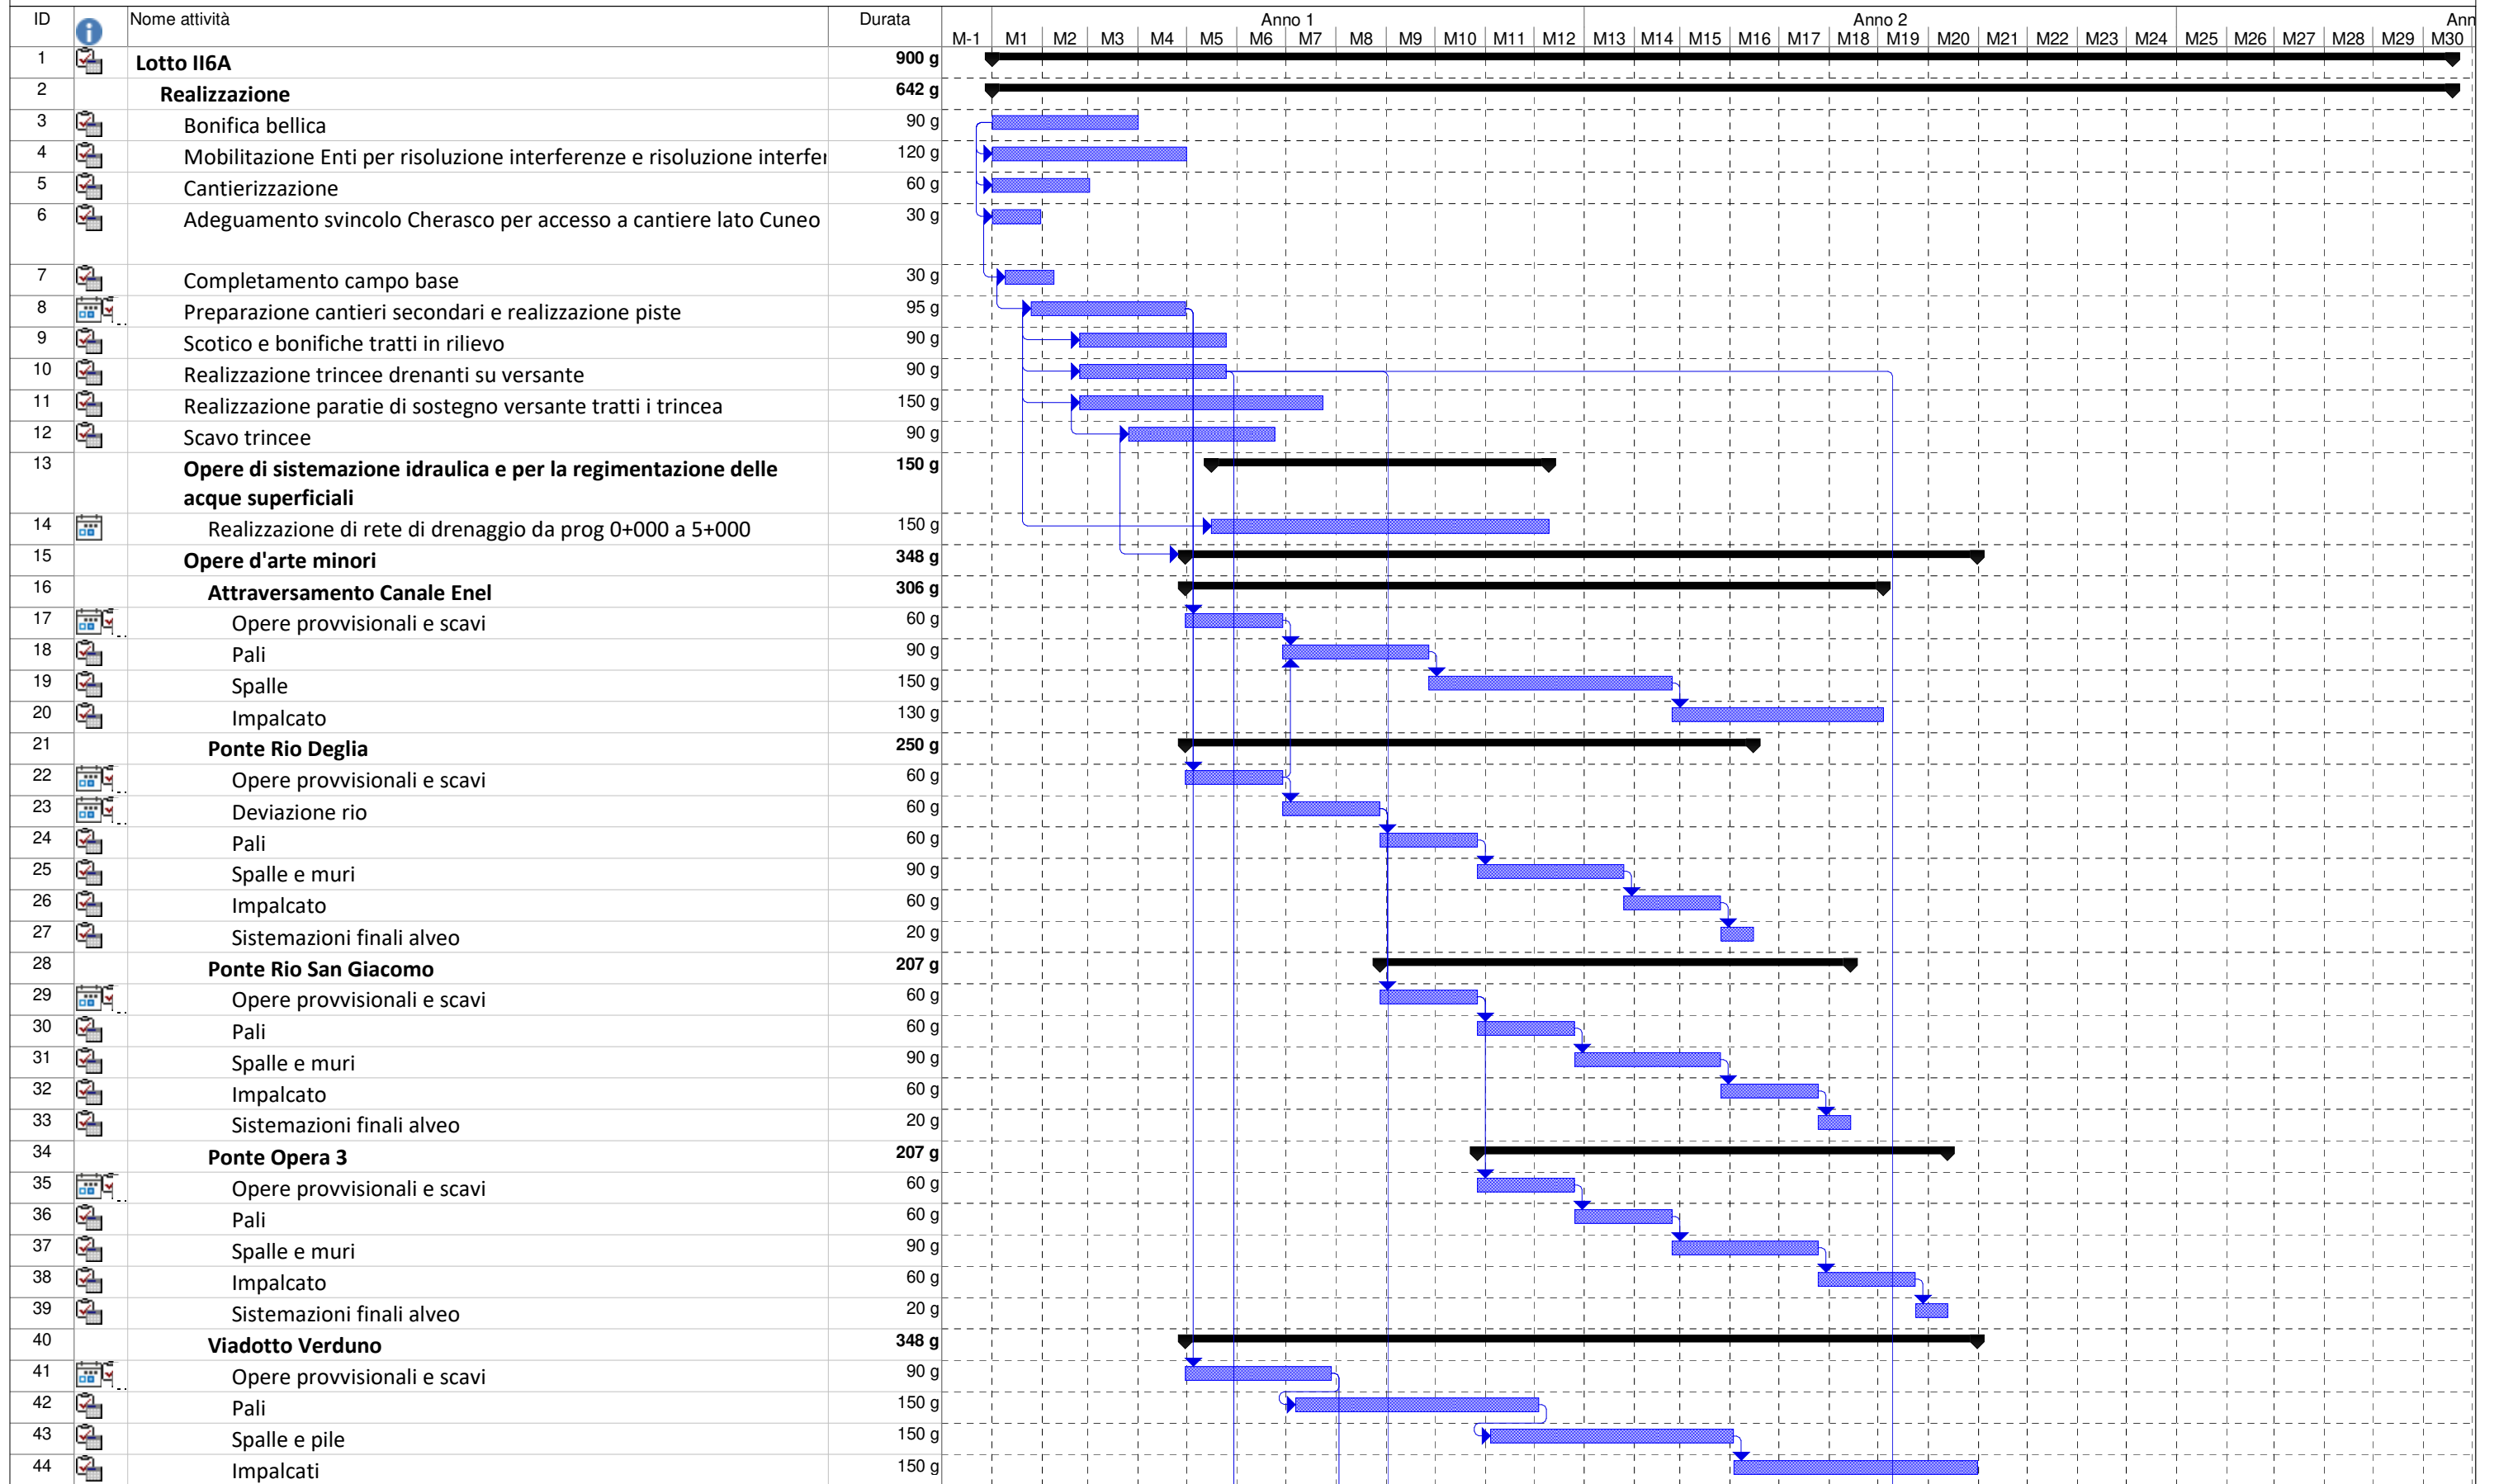 ID Nome attività Durata Anno 1 Anno 2 Ann
M-1 M1 M2 M3 M4 M5 M6 M7 M8 M9 M10 M11 M12 M13 M14 M15 M16 M17 M18 M19 M20 M21 M22 M23 M24 M25 M26 M27 M28 M29 M30
1 Lotto II6A 900 g
2 Realizzazione 642 g
3 Bonifica bellica 90 g
4 Mobilitazione Enti per risoluzione interferenze e risoluzione interfer 120 g
5 Cantierizzazione 60 g
6 Adeguamento svincolo Cherasco per accesso a cantiere lato Cuneo 30 g
7 Completamento campo base 30 g
8 Preparazione cantieri secondari e realizzazione piste 95 g
9 Scotico e bonifiche tratti in rilievo 90 g
10 Realizzazione trincee drenanti su versante 90 g
11 Realizzazione paratie di sostegno versante tratti i trincea 150 g
12 Scavo trincee 90 g
13 Opere di sistemazione idraulica e per la regimentazione delle 150 g
acque superficiali
14 Realizzazione di rete di drenaggio da prog 0+000 a 5+000 150 g
15 Opere d'arte minori 348 g
16 Attraversamento Canale Enel 306 g
17 Opere provvisionali e scavi 60 g
18 Pali 90 g
19 Spalle 150 g
20 Impalcato 130 g
21 Ponte Rio Deglia 250 g
22 Opere provvisionali e scavi 60 g
23 Deviazione rio 60 g
24 Pali 60 g
25 Spalle e muri 90 g
26 Impalcato 60 g
27 Sistemazioni finali alveo 20 g
28 Ponte Rio San Giacomo 207 g
29 Opere provvisionali e scavi 60 g
30 Pali 60 g
31 Spalle e muri 90 g
32 Impalcato 60 g
33 Sistemazioni finali alveo 20 g
34 Ponte Opera 3 207 g
35 Opere provvisionali e scavi 60 g
36 Pali 60 g
37 Spalle e muri 90 g
38 Impalcato 60 g
39 Sistemazioni finali alveo 20 g
40 Viadotto Verduno 348 g
41 Opere provvisionali e scavi 90 g
42 Pali 150 g
43 Spalle e pile 150 g
44 Impalcati 150 g